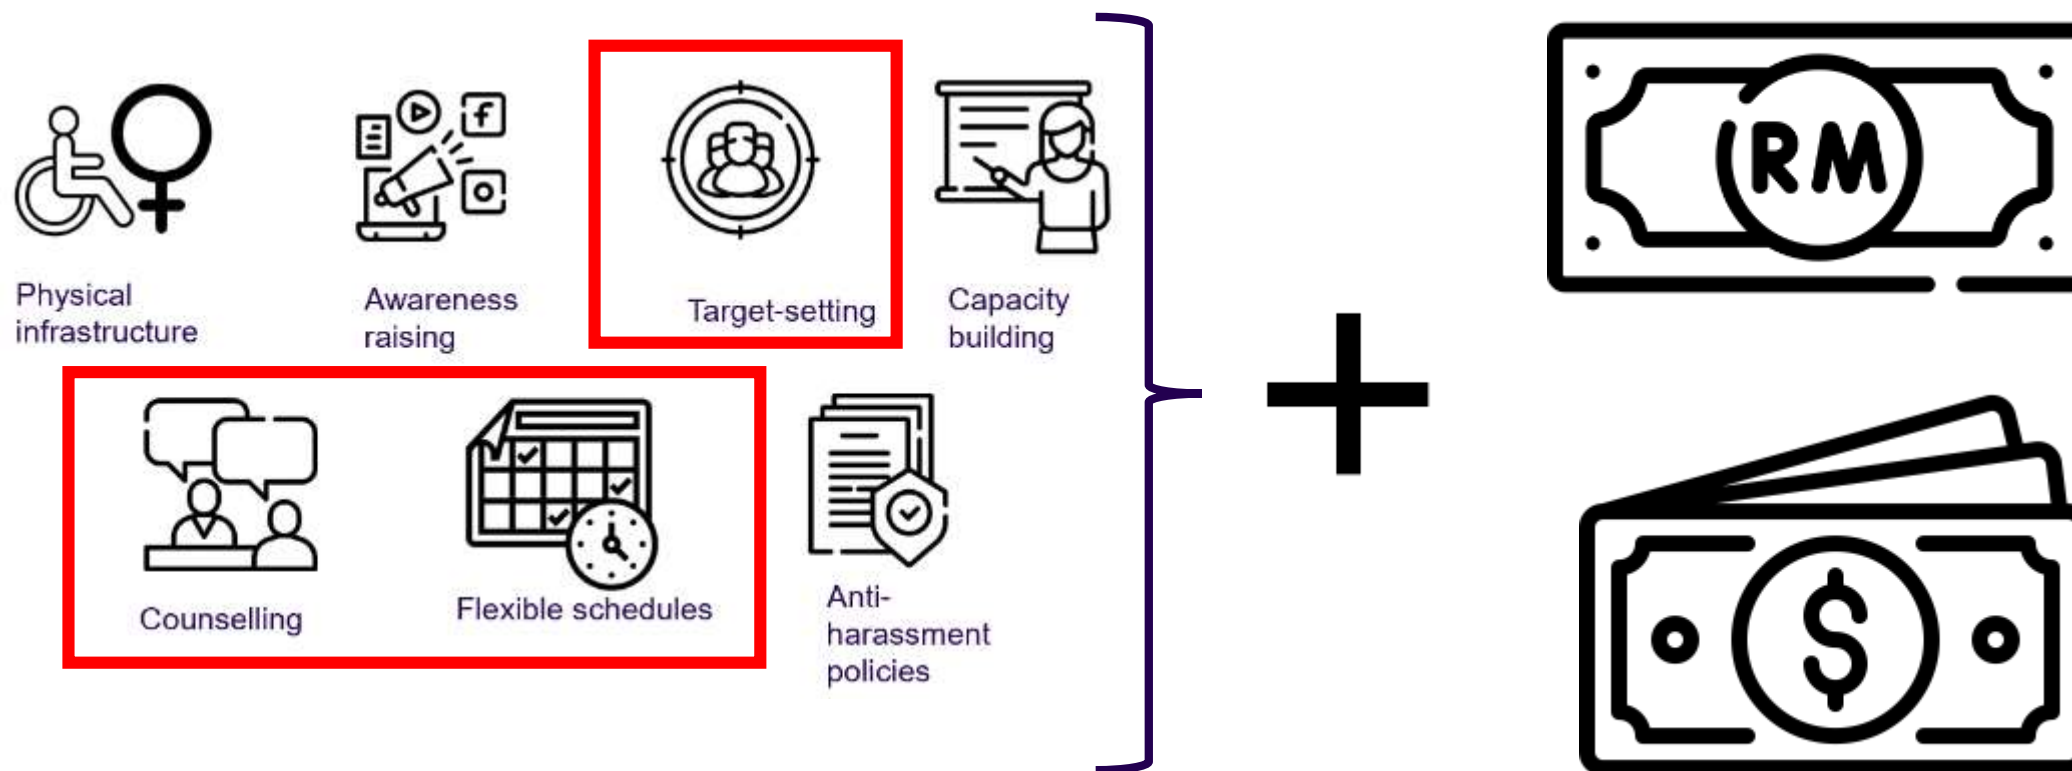 Physical
infrastructure
Awareness
raising
Target-setting
Capacity
building
Counselling
Flexible schedules
Anti-
harassment
policies
f
RM
$